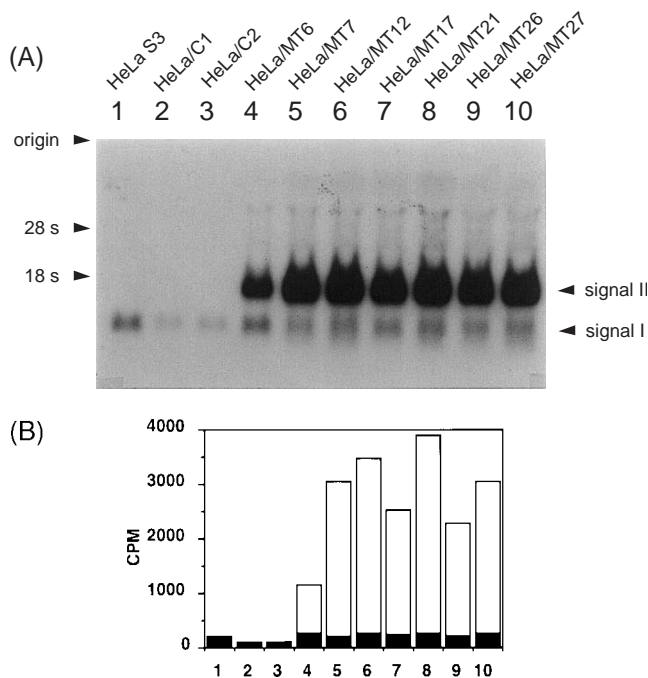 (A)
HeLa S3 HeLa/C1 HeLa/C2 HeLa/MT6 HeLa/MT7 HeLa/MT12 HeLa/MT17 HeLa/MT21 HeLa/MT26 HeLa/MT27
1 2 3 4 5 6 7 8 9 10
origin
28 s
18 s
signal II
signal I
(B)
4000
3000
2000
1000
0
CPM
1 2 3 4 5 6 7 8 9 10